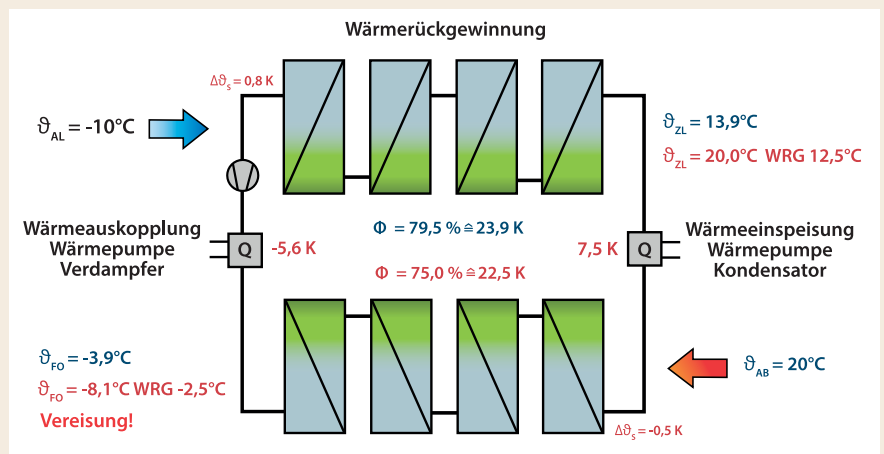 Wärmerückgewinnung
Δϑs = 0,8 K
ϑAL = -10°C
ϑZL = 13,9°C
ϑZL = 20,0°C WRG 12,5°C
Wärmeauskopplung
Wärmepumpe
Verdampfer
Q
-5,6 K
Φ = 79,5 % ≙ 23,9 K
Φ = 75,0 % ≙ 22,5 K
7,5 K
Q
Wärmeeinspeisung
Wärmepumpe
Kondensator
ϑFO = -3,9°C
ϑFO = -8,1°C WRG -2,5°C
Vereisung!
ϑAB = 20°C
Δϑs = -0,5 K